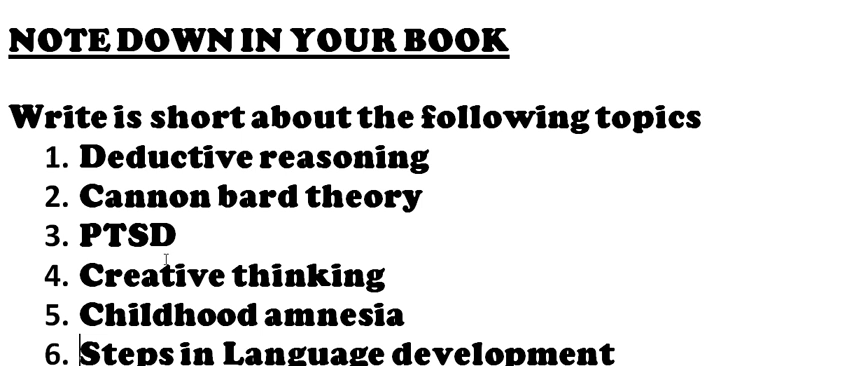 NOTE DOWN IN YOUR BOOK
Write is short about the following topics
1. Deductive reasoning
2. Cannon bard theory
3. PTSD
4. Creative thinking
5. Childhood amnesia
6. Steps in Language development